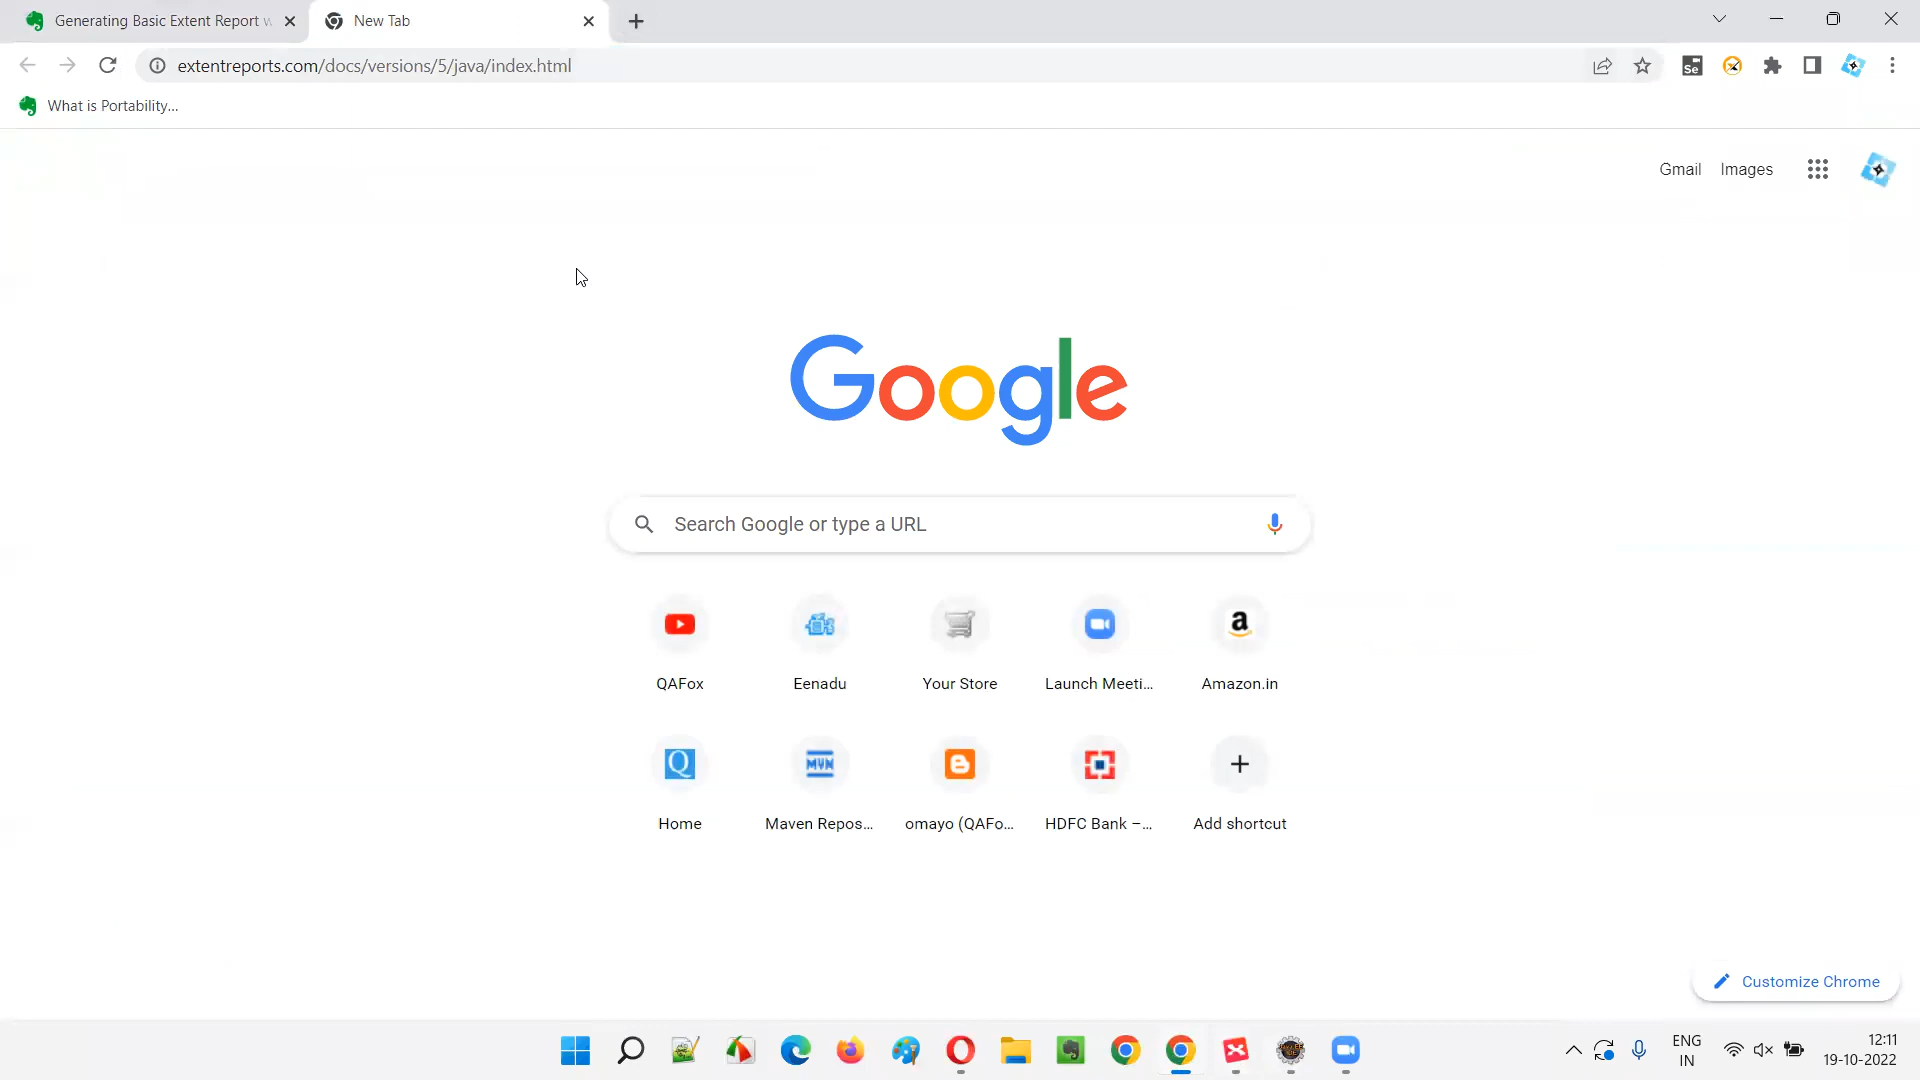 Generating Basic Extent Report w
New Tab
extentreports.com/docs/versions/5/java/index.html
Se
What is Portability...
Gmail
Images
Google
Search Google or type a URL
QAFox
Eenadu
Your Store
Launch Meeti...
Amazon.in
Home
Maven Repos...
omayo (QAFo...
HDFC Bank –...
Add shortcut
Customize Chrome
ENG
IN
12:11
19-10-2022